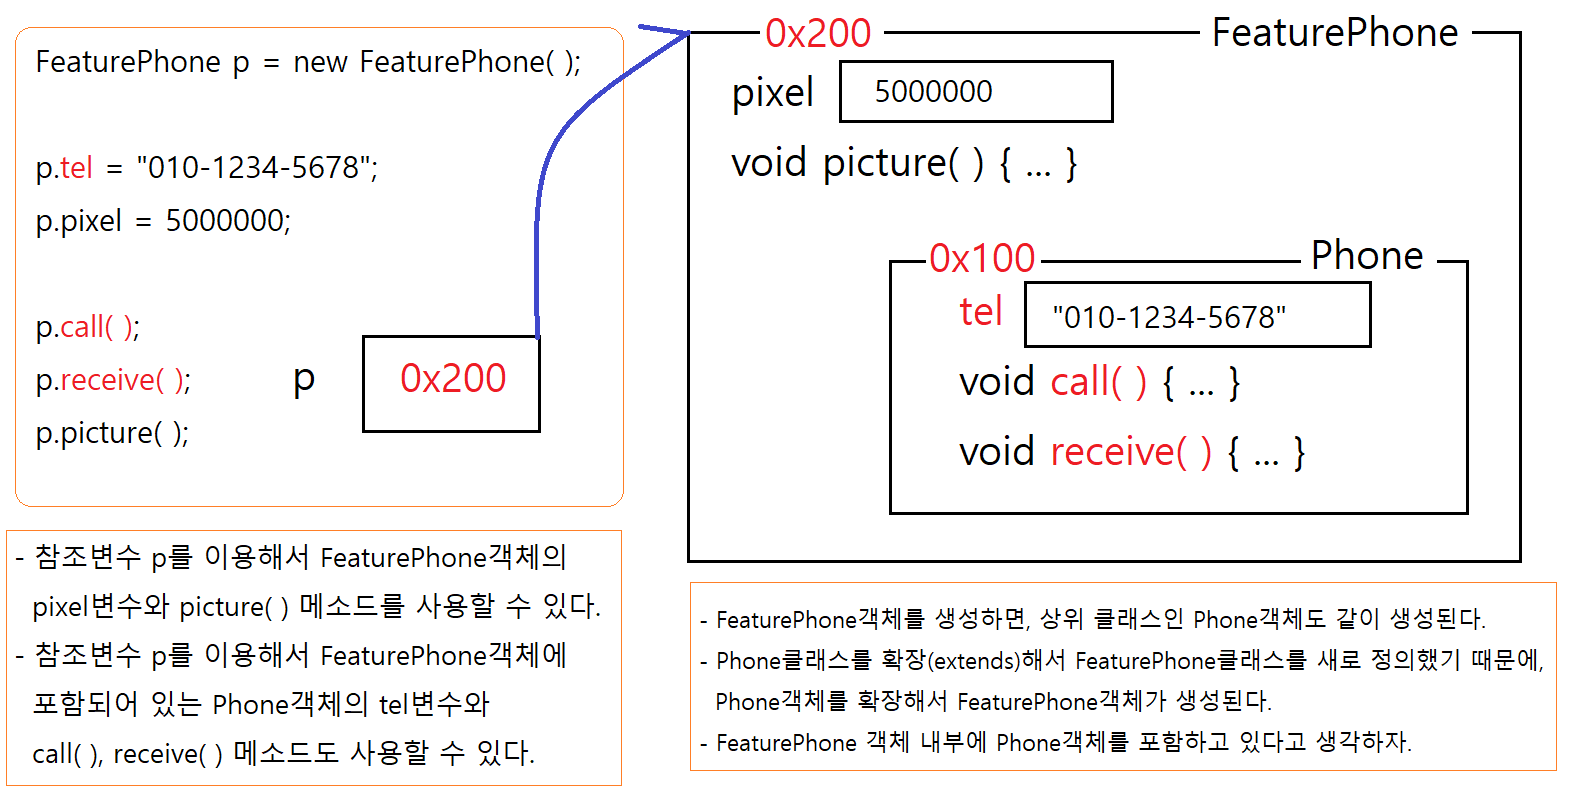 FeaturePhone p = new FeaturePhone( );
p.tel = "010-1234-5678";
p.pixel = 5000000;
p.call( );
p.receive( );
p.picture( );
p
0x200
- 참조변수 p를 이용해서 FeaturePhone객체의
pixel변수와 picture( ) 메소드를 사용할 수 있다.
- 참조변수 p를 이용해서 FeaturePhone객체에
포함되어 있는 Phone객체의 tel변수와
call( ), receive( ) 메소드도 사용할 수 있다.
0x200 FeaturePhone
pixel 5000000
void picture( ) { ... }
0x100 Phone
tel "010-1234-5678"
void call( ) { ... }
void receive( ) { ... }
- FeaturePhone객체를 생성하면, 상위 클래스인 Phone객체도 같이 생성된다.
- Phone클래스를 확장(extends)해서 FeaturePhone클래스를 새로 정의했기 때문에,
Phone객체를 확장해서 FeaturePhone객체가 생성된다.
- FeaturePhone 객체 내부에 Phone객체를 포함하고 있다고 생각하자.